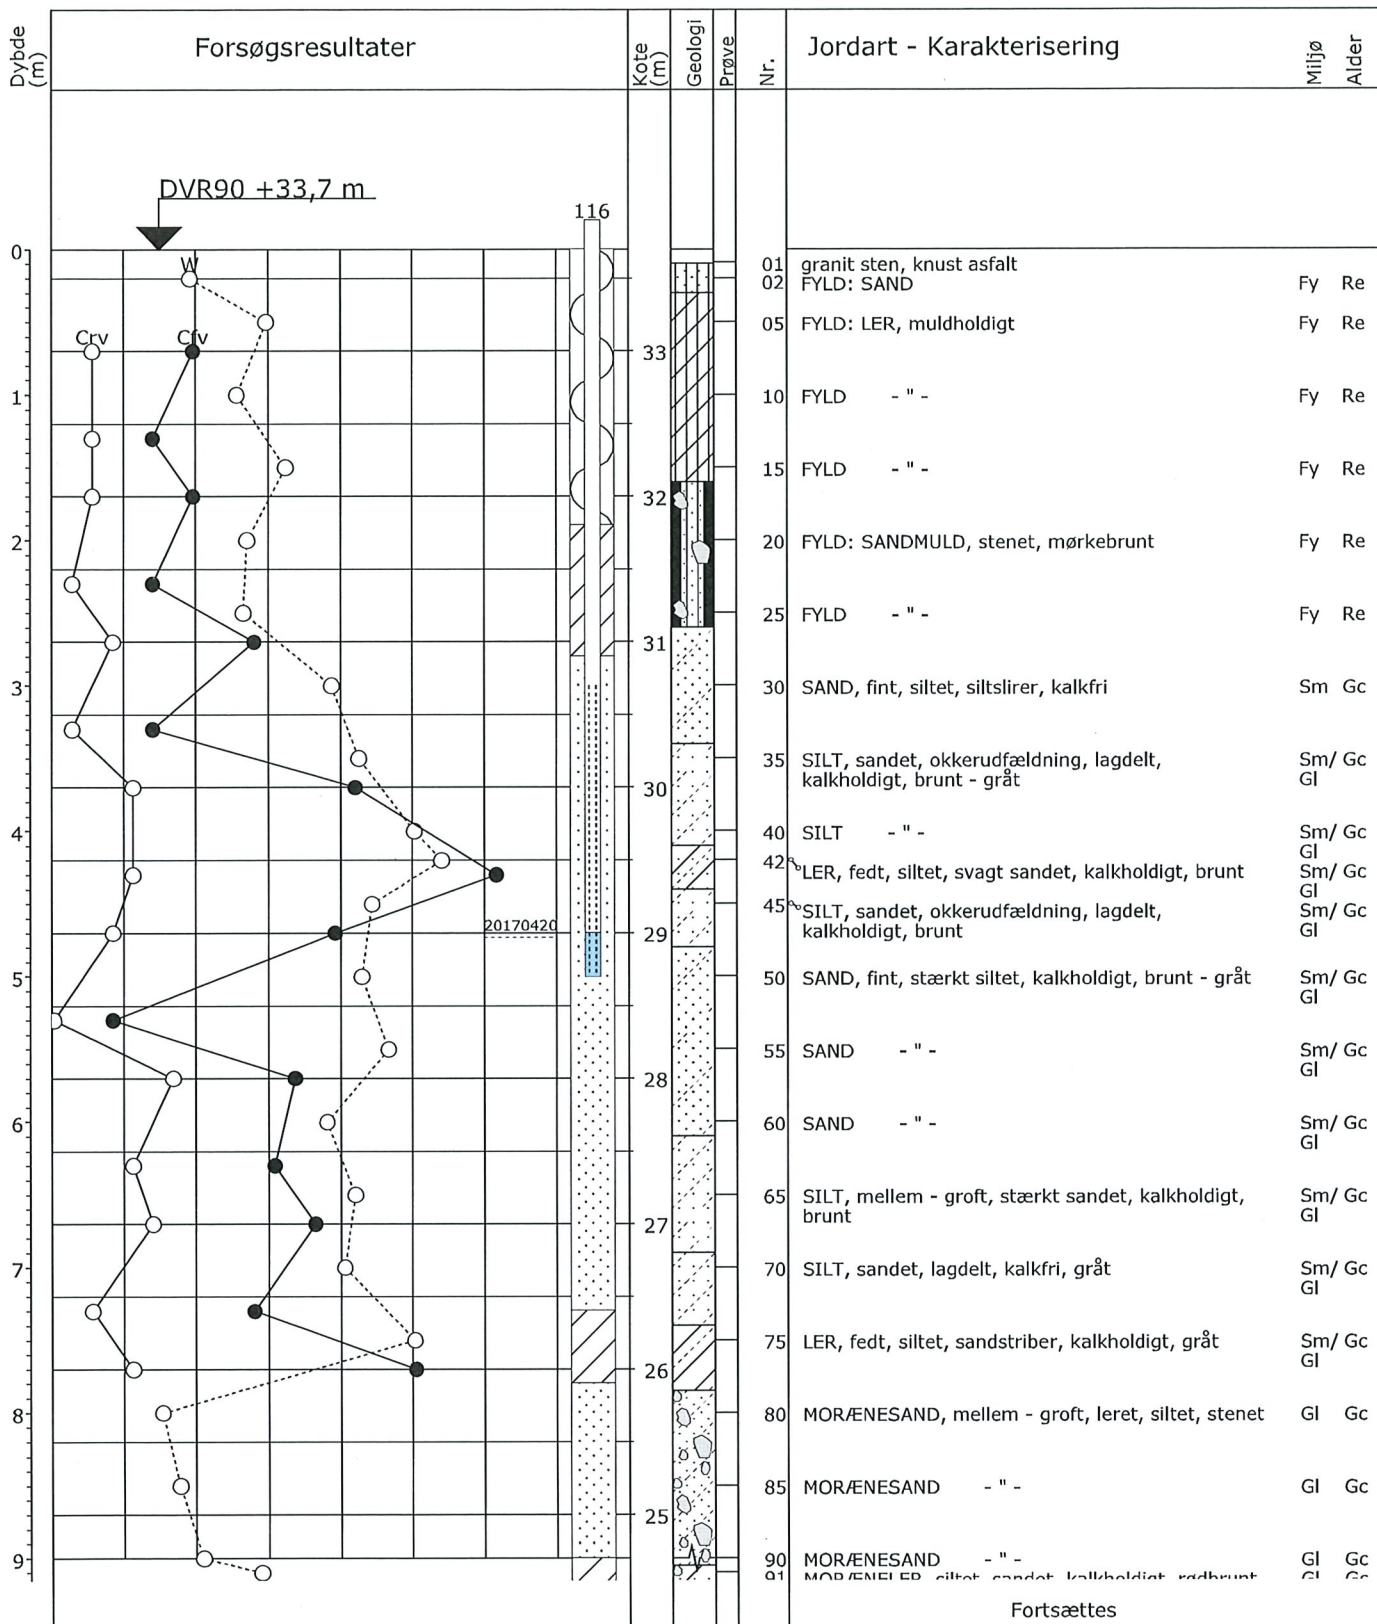 Dybde (m)
Forsøgsresultater
Kote (m)
Geologi
Prøve
Nr.
Jordart - Karakterisering
Miljø
Alder
DVR90 +33,7 m
116
0
W
01 granit sten, knust asfalt
02 FYLD: SAND Fy Re
05 FYLD: LER, muldholdigt Fy Re
Crv Cfv
33
1
10 FYLD - " - Fy Re
15 FYLD - " - Fy Re
32
2
20 FYLD: SANDMULD, stenet, mørkebrunt Fy Re
25 FYLD - " - Fy Re
31
3
30 SAND, fint, siltet, siltslirer, kalkfri Sm Gc
35 SILT, sandet, okkerudfældning, lagdelt, Sm/ Gc
kalkholdigt, brunt - gråt Gl
30
4
40 SILT - " - Sm/ Gc
Gl
42 LER, fedt, siltet, svagt sandet, kalkholdigt, brunt Sm/ Gc
Gl
45 SILT, sandet, okkerudfældning, lagdelt, Sm/ Gc
kalkholdigt, brunt Gl
20170420
29
5
50 SAND, fint, stærkt siltet, kalkholdigt, brunt - gråt Sm/ Gc
Gl
55 SAND - " - Sm/ Gc
Gl
28
6
60 SAND - " - Sm/ Gc
Gl
65 SILT, mellem - groft, stærkt sandet, kalkholdigt, Sm/ Gc
brunt Gl
27
7
70 SILT, sandet, lagdelt, kalkfri, gråt Sm/ Gc
Gl
75 LER, fedt, siltet, sandstriber, kalkholdigt, gråt Sm/ Gc
Gl
26
8
80 MORÆNESAND, mellem - groft, leret, siltet, stenet Gl Gc
85 MORÆNESAND - " - Gl Gc
25
9
90 MORÆNESAND - " - Gl Gc
91 MORÆNELER, siltet, sandet, kalkholdigt, rødbrunt Gl Gc
Fortsættes